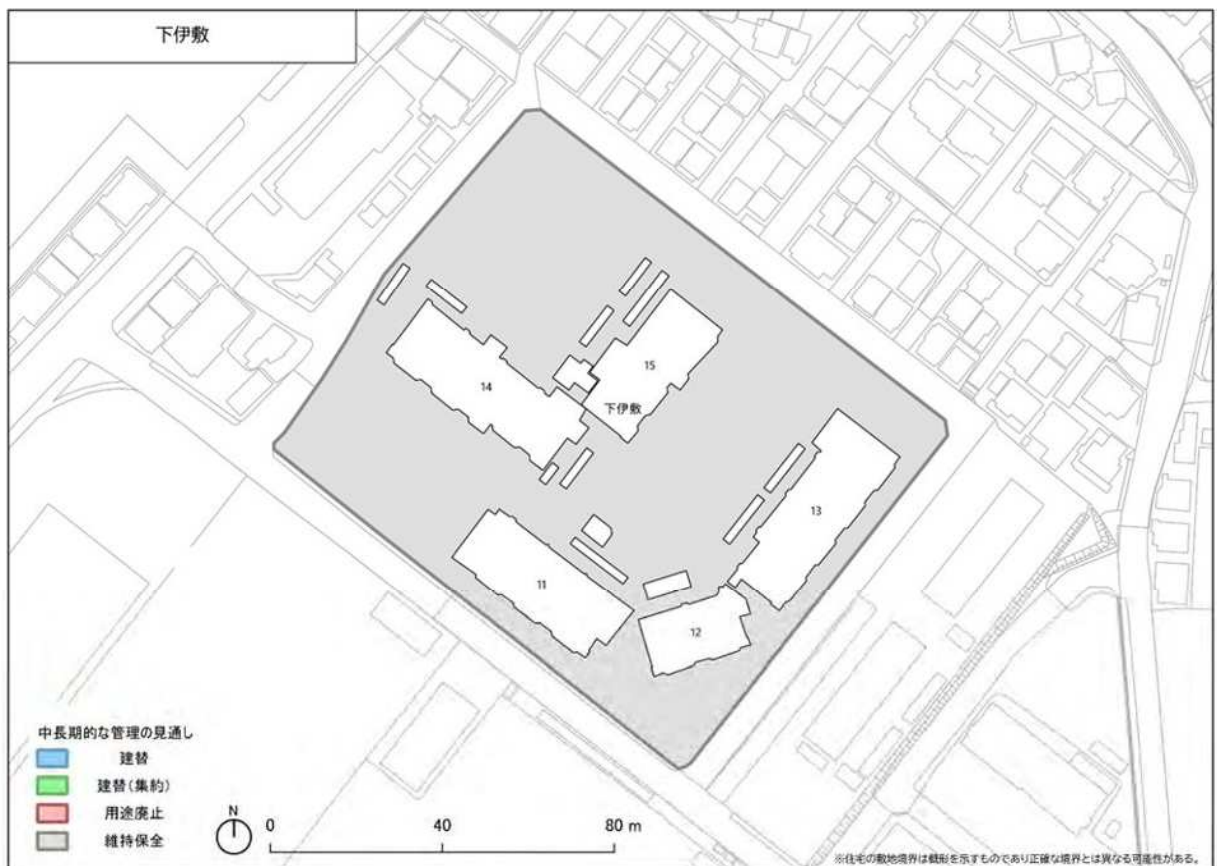 下伊敷
15
14
下伊敷
13
11
12
中長期的な管理の見通し
建替
建替(集約)
用途廃止
維持保全
N
0 40 80 m
※住宅の敷地境界は概形を示すものであり正確な境界とは異なる可能性がある。